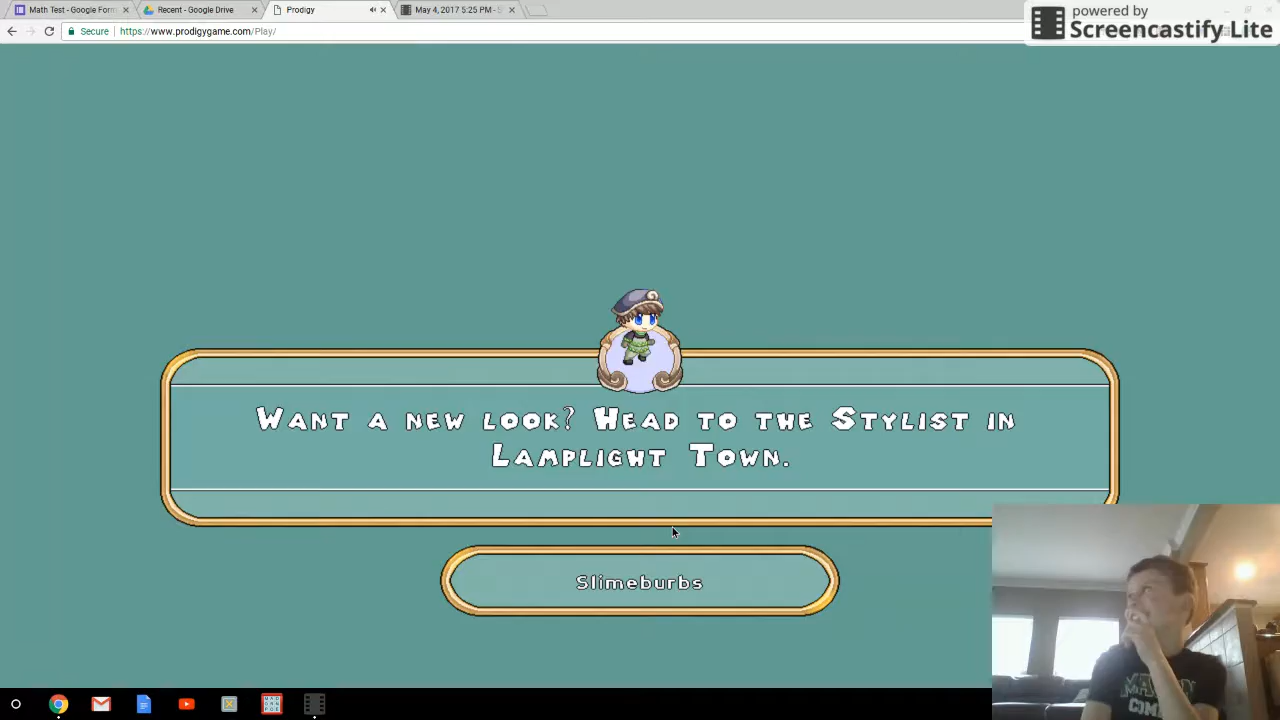 Math Test - Google Form
Recent - Google Drive
Prodigy
May 4, 2017 5:25 PM - S
powered by
Screencastify Lite
Secure
https://www.prodigygame.com/Play/
WANT A NEW LOOK? HEAD TO THE STYLIST IN
LAMPLIGHT TOWN.
Slimeburbs